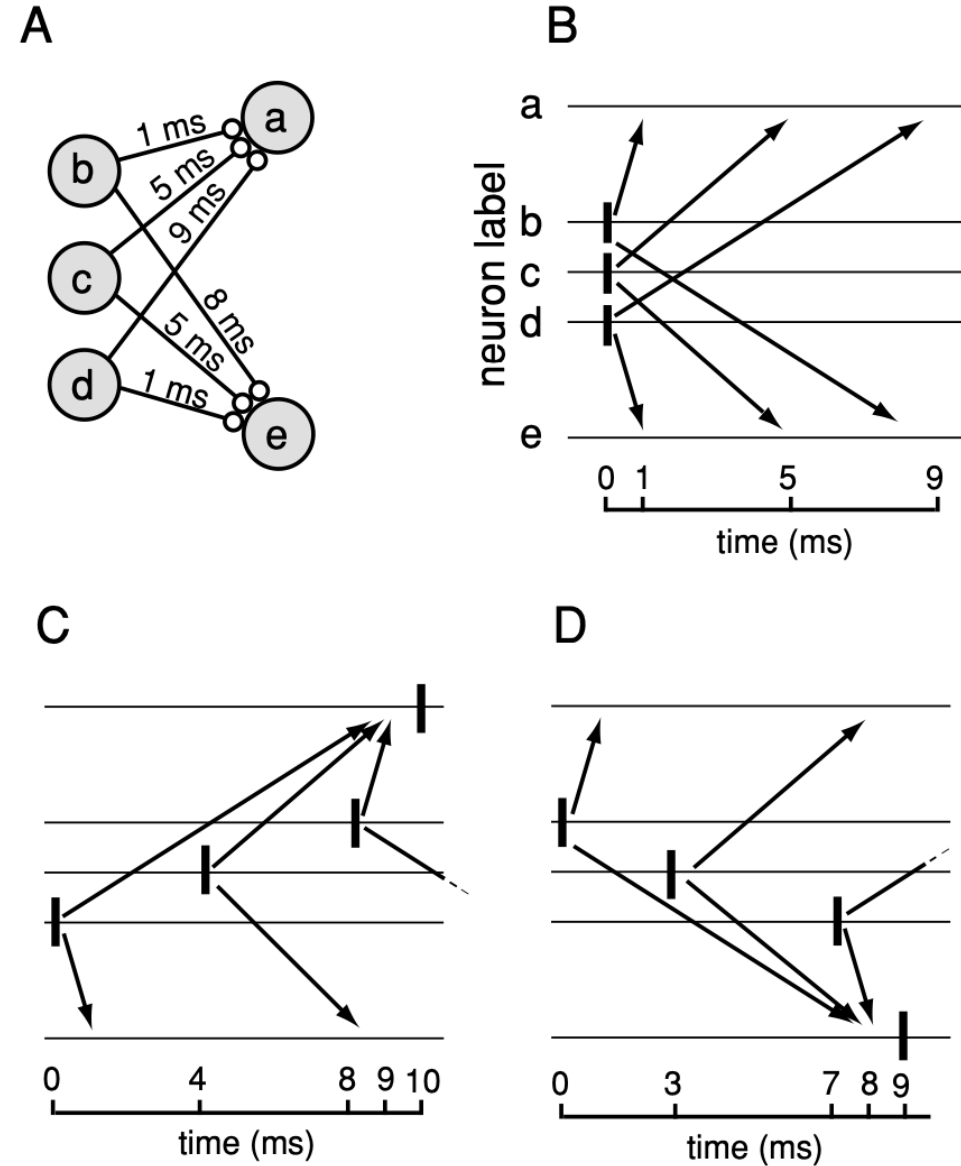 A
a
b
c
d
e
1 ms
5 ms
9 ms
8 ms
5 ms
1 ms
B
neuron label
a
b
c
d
e
0 1 5 9
time (ms)
C
0 4 8 9 10
time (ms)
D
0 3 7 8 9
time (ms)